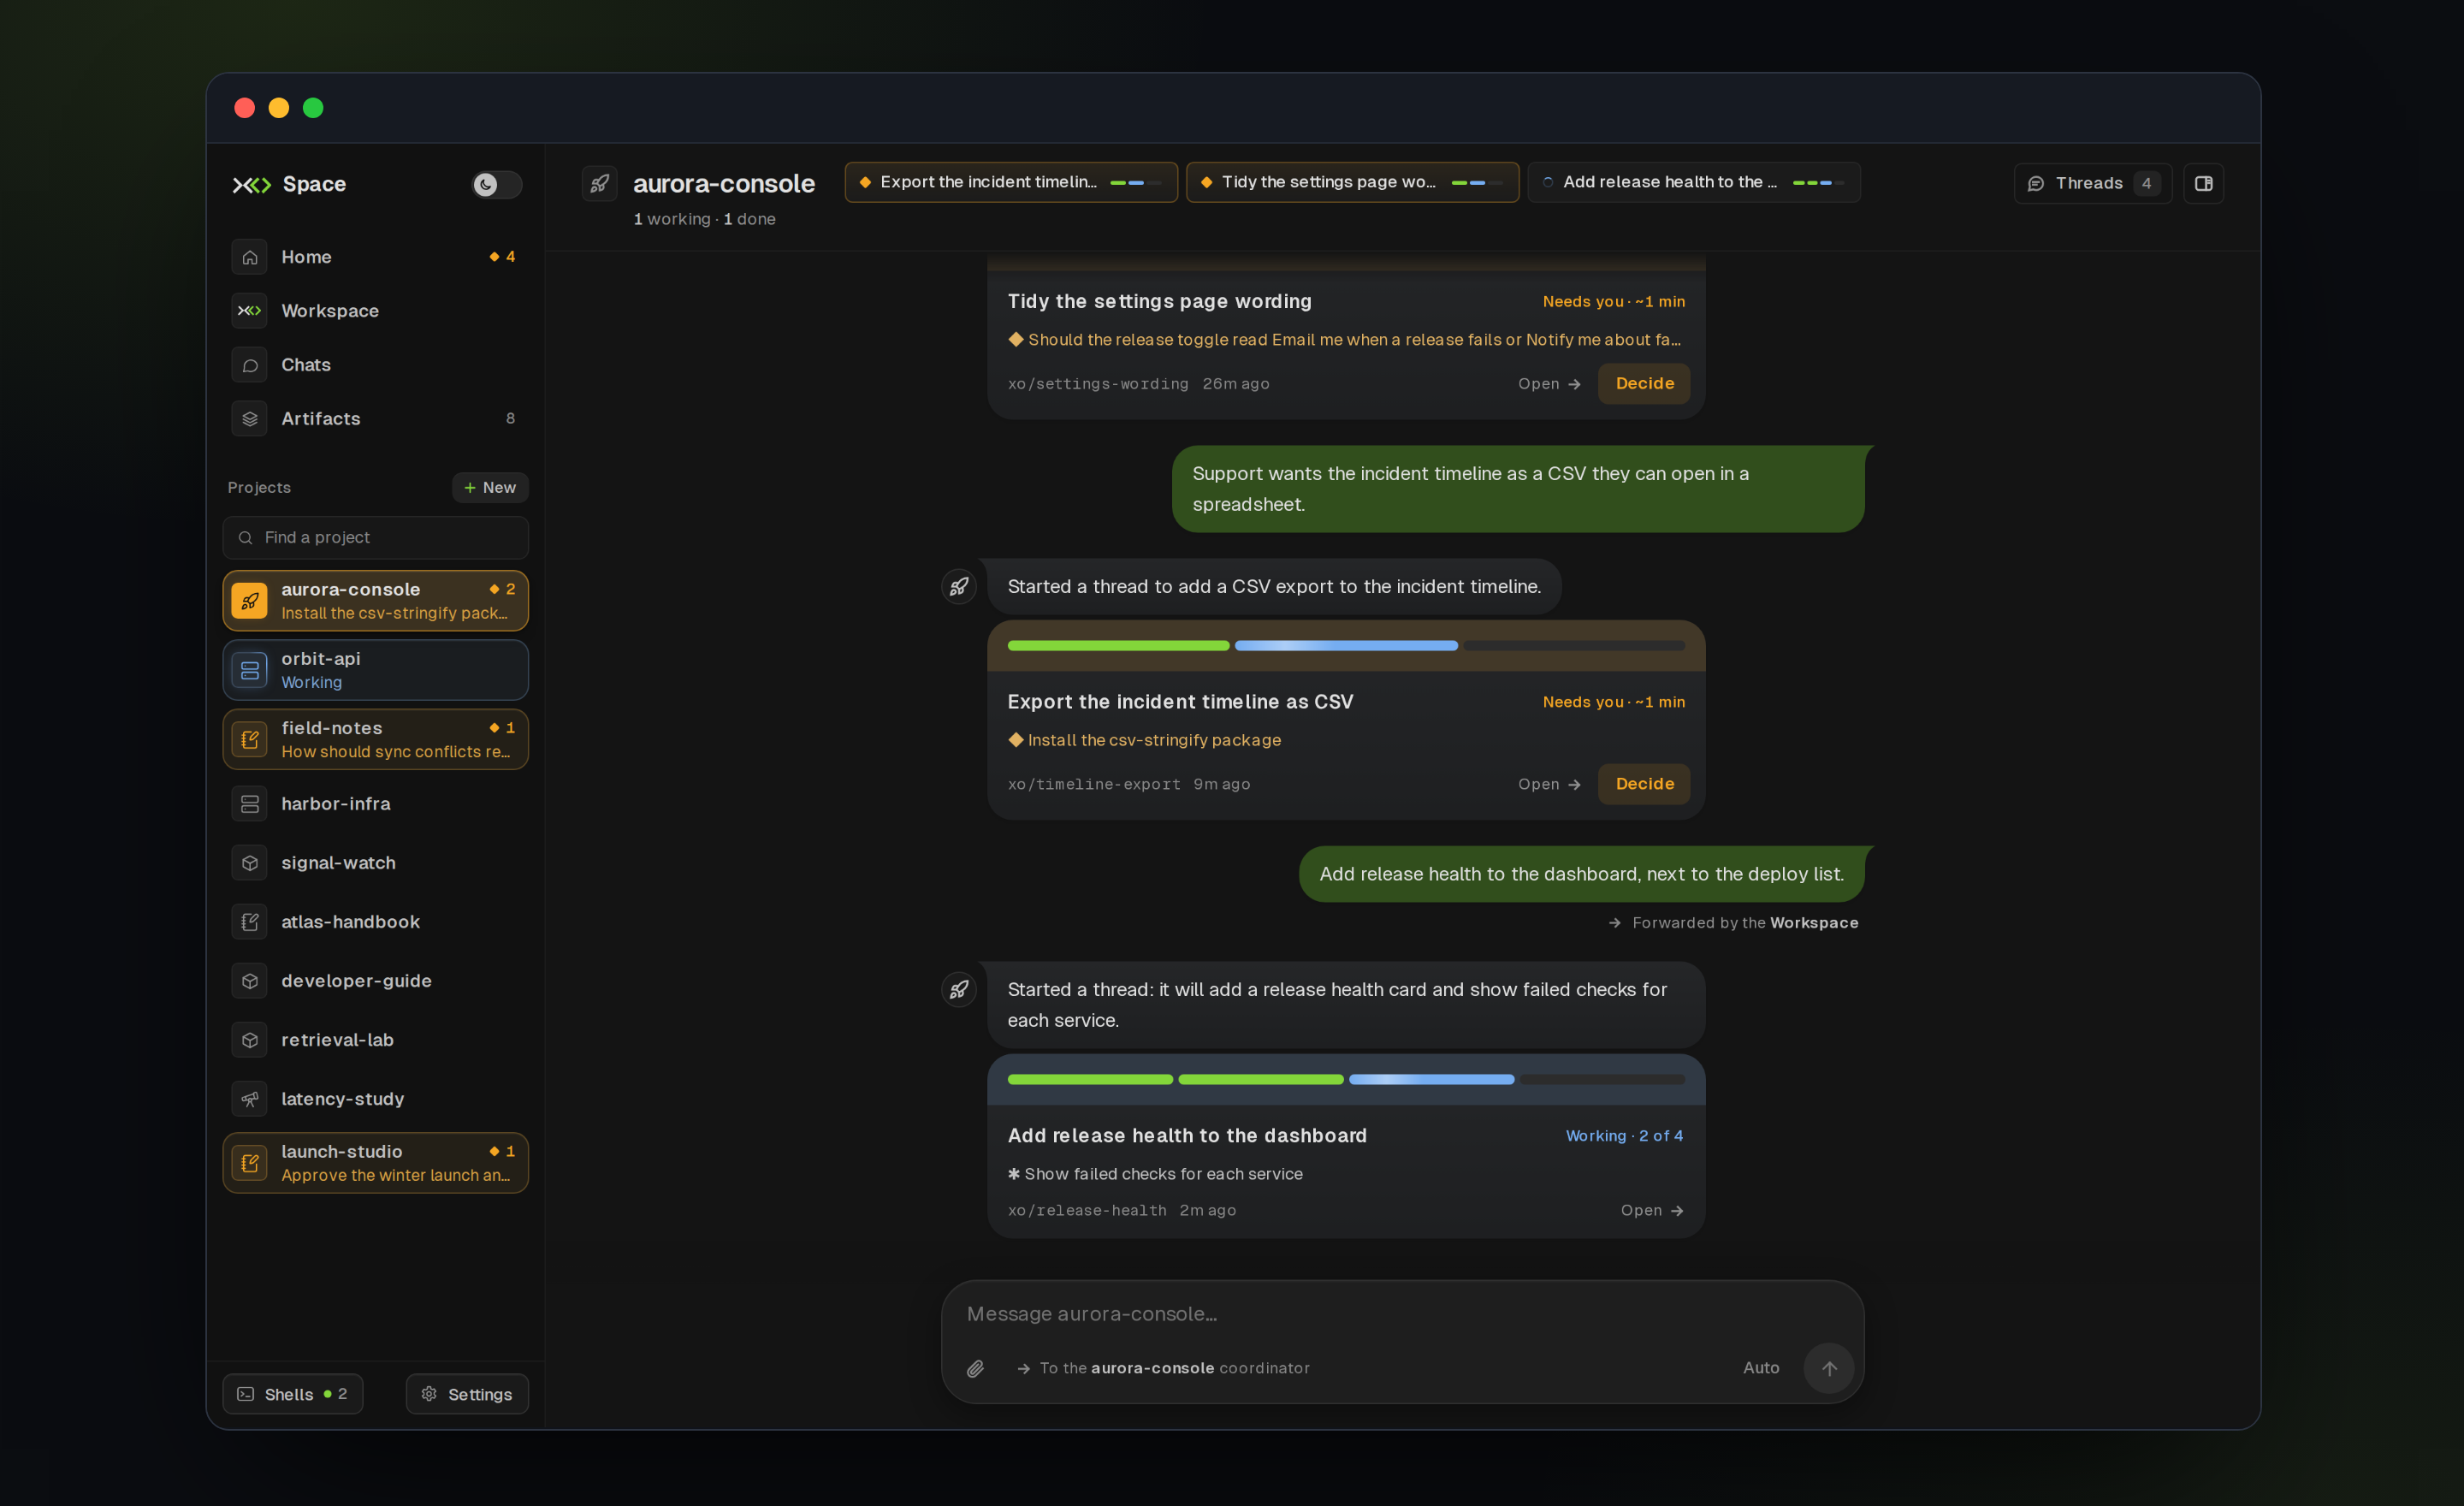 Space
Home 4
Workspace
Chats
Artifacts 8
Projects + New
Find a project
aurora-console 2
Install the csv-stringify pack…
orbit-api
Working
field-notes 1
How should sync conflicts re…
harbor-infra
signal-watch
atlas-handbook
developer-guide
retrieval-lab
latency-study
launch-studio 1
Approve the winter launch an…
Shells 2
Settings
aurora-console
1 working · 1 done
Export the incident timelin…
Tidy the settings page wo…
Add release health to the …
Threads 4
Tidy the settings page wording Needs you · ~1 min
Should the release toggle read Email me when a release fails or Notify me about fa…
xo/settings-wording 26m ago Open → Decide
Support wants the incident timeline as a CSV they can open in a
spreadsheet.
Started a thread to add a CSV export to the incident timeline.
Export the incident timeline as CSV Needs you · ~1 min
Install the csv-stringify package
xo/timeline-export 9m ago Open → Decide
Add release health to the dashboard, next to the deploy list.
→ Forwarded by the Workspace
Started a thread: it will add a release health card and show failed checks for
each service.
Add release health to the dashboard Working · 2 of 4
✱ Show failed checks for each service
xo/release-health 2m ago Open →
Message aurora-console…
→ To the aurora-console coordinator Auto